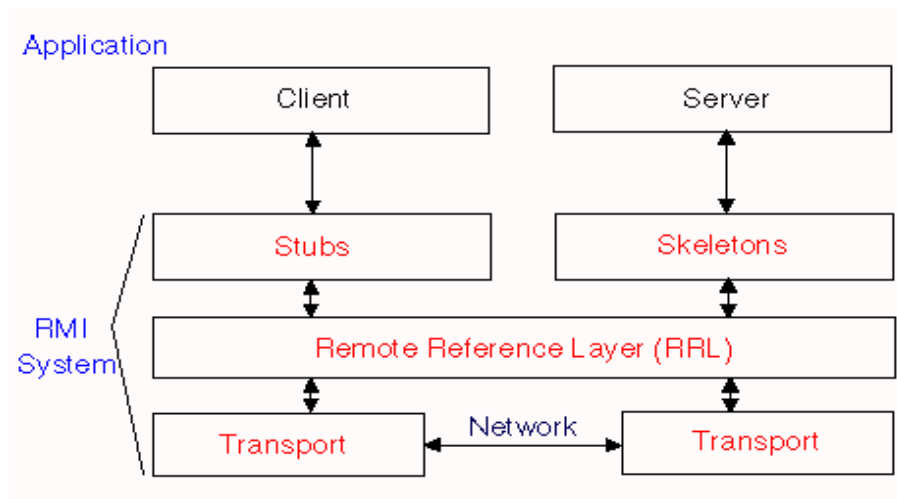 Application
Client
Server
Stubs
Skeletons
RMI
System
Remote Reference Layer (RRL)
Network
Transport
Transport